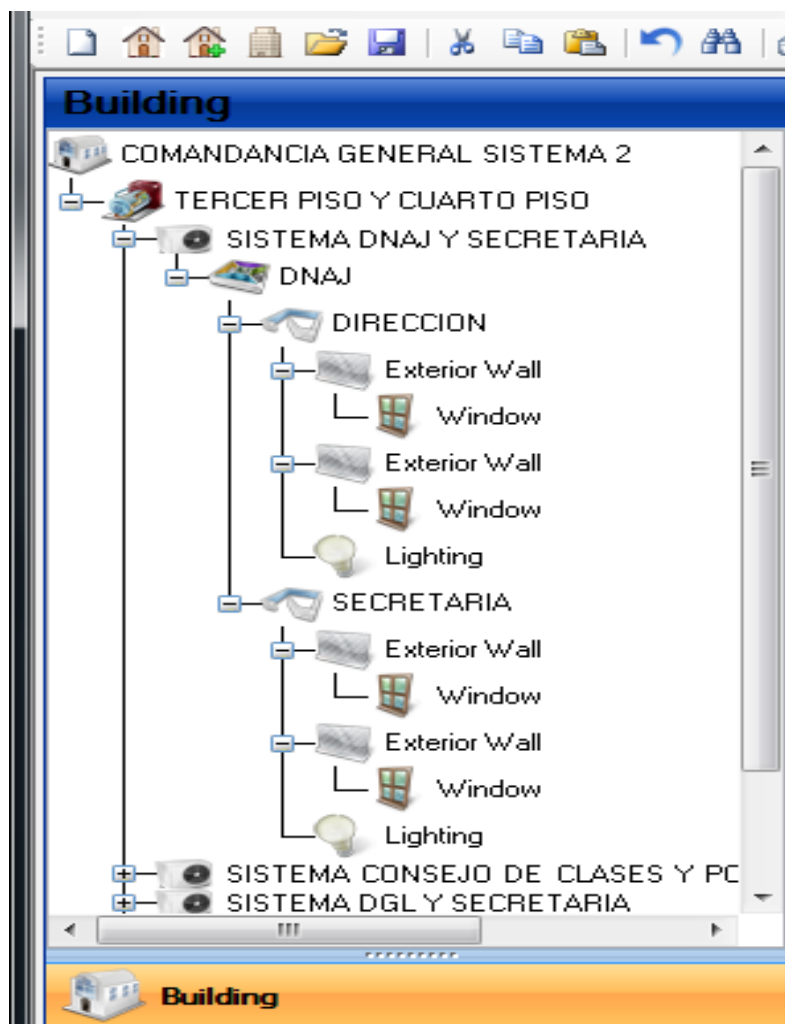 Building
COMANDANCIA GENERAL SISTEMA 2
TERCER PISO Y CUARTO PISO
SISTEMA DNAJ Y SECRETARIA
DNAJ
DIRECCION
Exterior Wall
Window
Exterior Wall
Window
Lighting
SECRETARIA
Exterior Wall
Window
Exterior Wall
Window
Lighting
SISTEMA CONSEJO DE CLASES Y PC
SISTEMA DGL Y SECRETARIA
Building